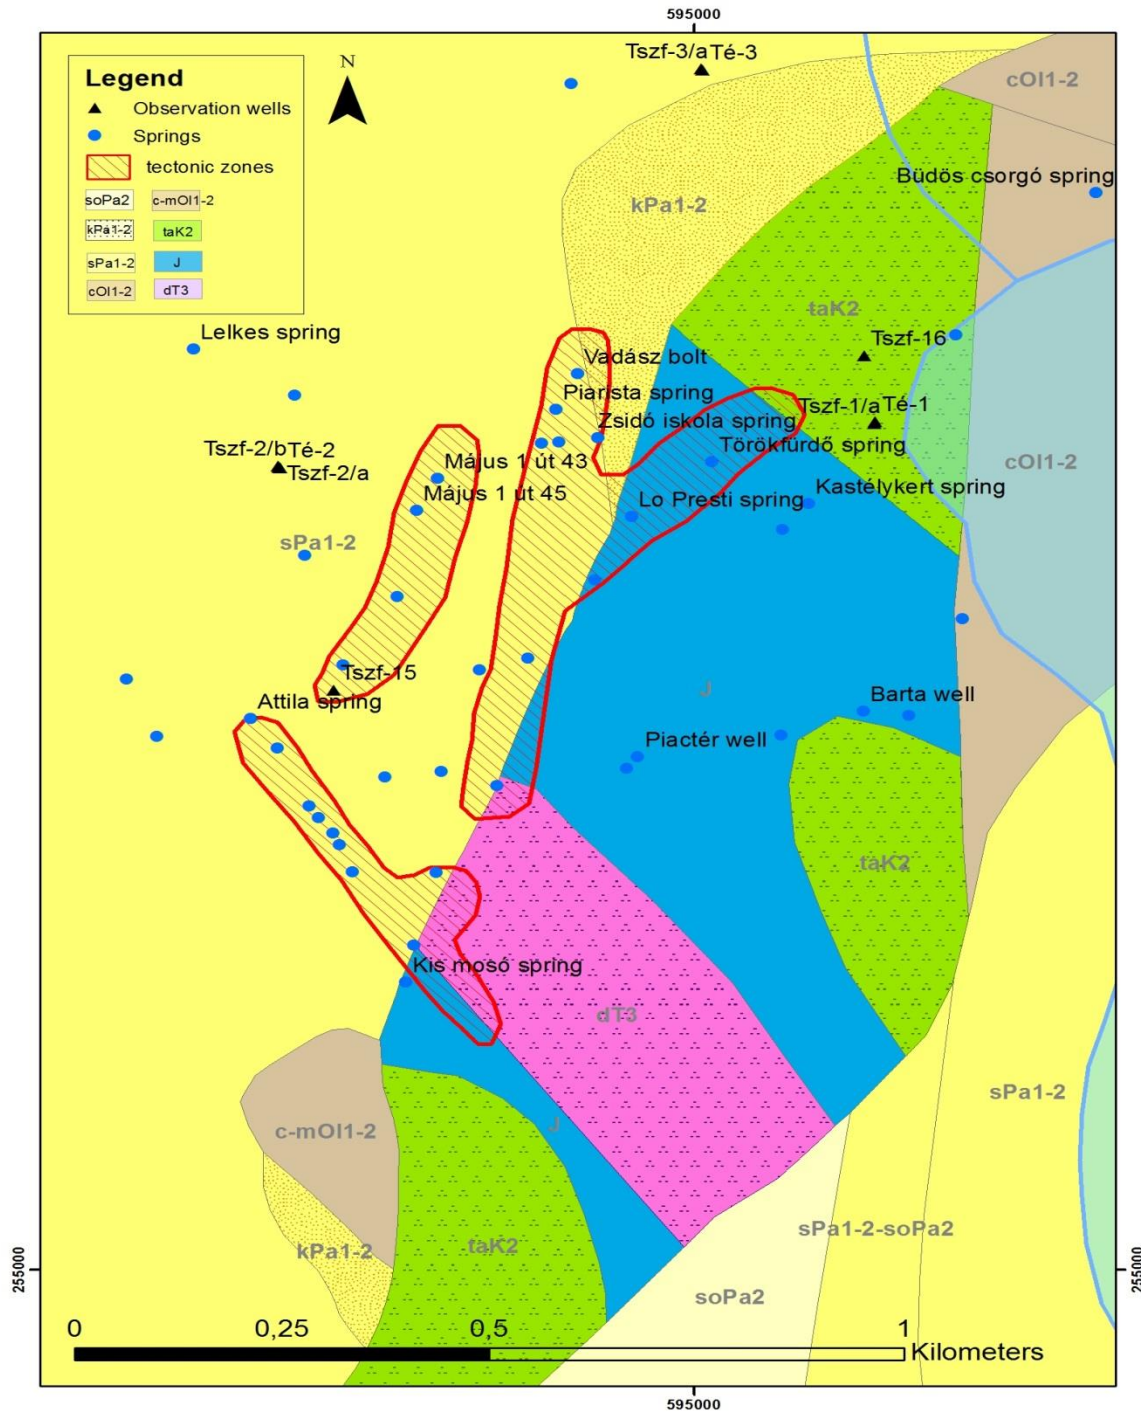 595000
Legend
Observation wells
Springs
tectonic zones
soPa2
c-mOl1-2
kPa1-2
taK2
sPa1-2
J
cOl1-2
dT3
N
Tszf-3/a Té-3
cOl1-2
Büdös csorgó spring
kPa1-2
taK2
Lelkes spring
Tszf-16
Vadász bolt
Piarista spring
Tszf-1/a Té-1
Zsidó iskola spring
Törökfürdő spring
Tszf-2/b Té-2
Tszf-2/a
Május 1 út 43
cOl1-2
Május 1 út 45
Kastélykert spring
Lo Presti spring
sPa1-2
Tszf-15
J
Attila spring
Barta well
Piactér well
taK2
Kis mosó spring
dT3
sPa1-2
c-mOl1-2
J
sPa1-2-soPa2
kPa1-2
taK2
255000
255000
soPa2
0
0,25
0,5
1
Kilometers
595000